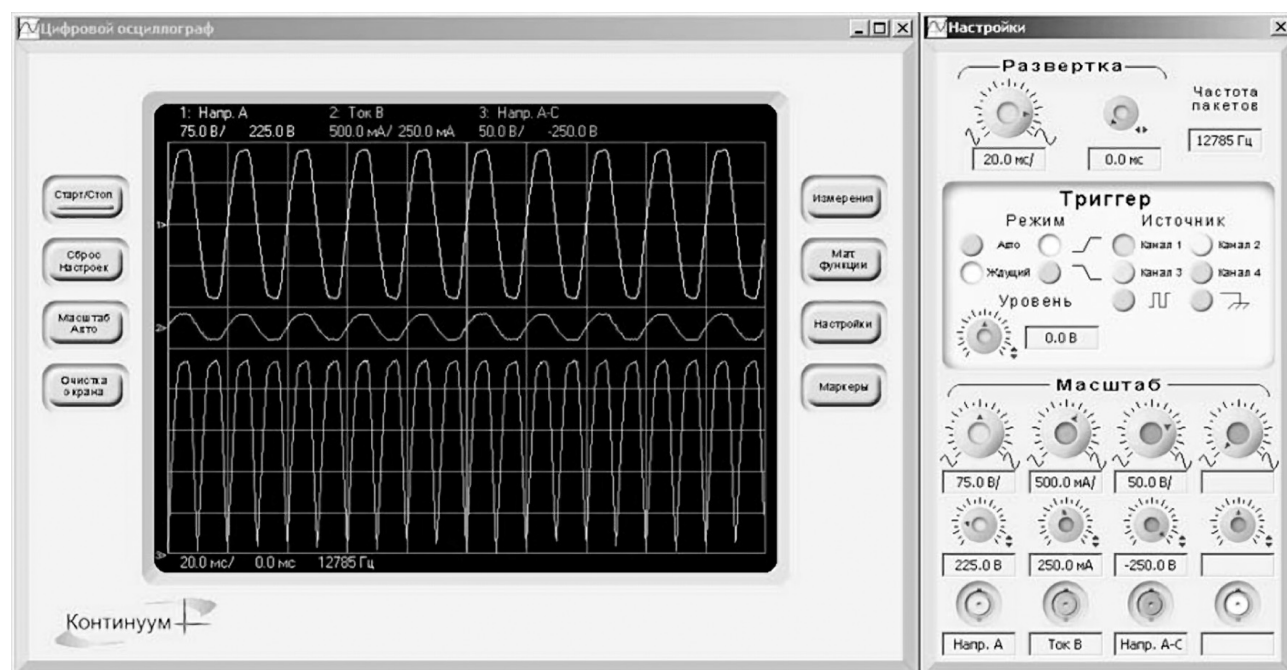 Цифровой осциллограф
1: Напр. А 2: Ток В 3: Напр. А-С
75.0 В/ 225.0 В 500.0 мА/ 250.0 мА 50.0 В/ -250.0 В
1>
2>
3>
20.0 мс/ 0.0 мс 12785 Гц
Старт/Стоп
Сброс
Настроек
Масштаб
Авто
Очистка
экрана
Измерения
Мат
функции
Настройки
Маркеры
Континуум
Настройки
Развертка
Частота
пакетов
20.0 мс/ 0.0 мс 12785 Гц
Триггер
Режим Источник
Авто Канал 1 Канал 2
Ждущий Канал 3 Канал 4
Уровень
0.0 В
Масштаб
75.0 В/ 500.0 мА/ 50.0 В/
225.0 В 250.0 мА -250.0 В
Напр. А Ток В Напр. А-С